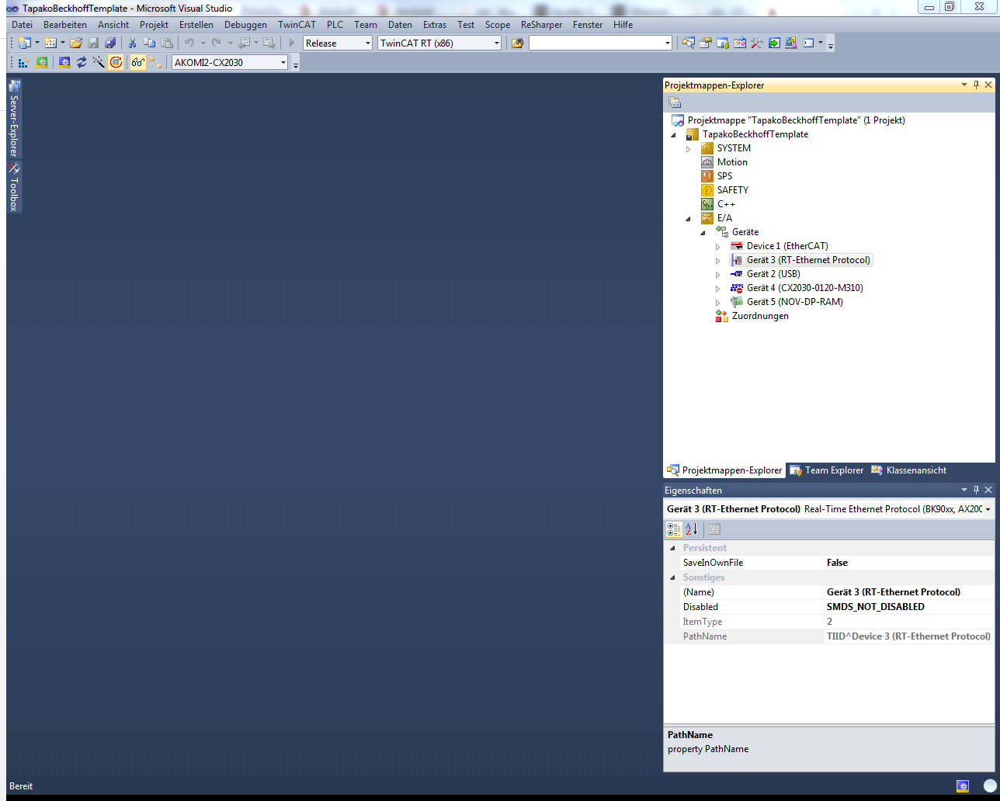 TapakoBeckhoffTemplate - Microsoft Visual Studio
Datei Bearbeiten Ansicht Projekt Erstellen Debuggen TwinCAT PLC Team Daten Extras Test Scope ReSharper Fenster Hilfe
Release TwinCAT RT (x86)
AKOMI2-CX2030
Server-Explorer
Toolbox
Projektmappen-Explorer
Projektmappe "TapakoBeckhoffTemplate" (1 Projekt)
TapakoBeckhoffTemplate
SYSTEM
Motion
SPS
SAFETY
C++
E/A
Geräte
Device 1 (EtherCAT)
Gerät 3 (RT-Ethernet Protocol)
Gerät 2 (USB)
Gerät 4 (CX2030-0120-M310)
Gerät 5 (NOV-DP-RAM)
Zuordnungen
Projektmappen-Explorer Team Explorer Klassenansicht
Eigenschaften
Gerät 3 (RT-Ethernet Protocol) Real-Time Ethernet Protocol (BK90xx, AX200
Persistent
SaveInOwnFile False
Sonstiges
(Name) Gerät 3 (RT-Ethernet Protocol)
Disabled SMDS_NOT_DISABLED
ItemType 2
PathName TIID^Device 3 (RT-Ethernet Protocol)
PathName
property PathName
Bereit